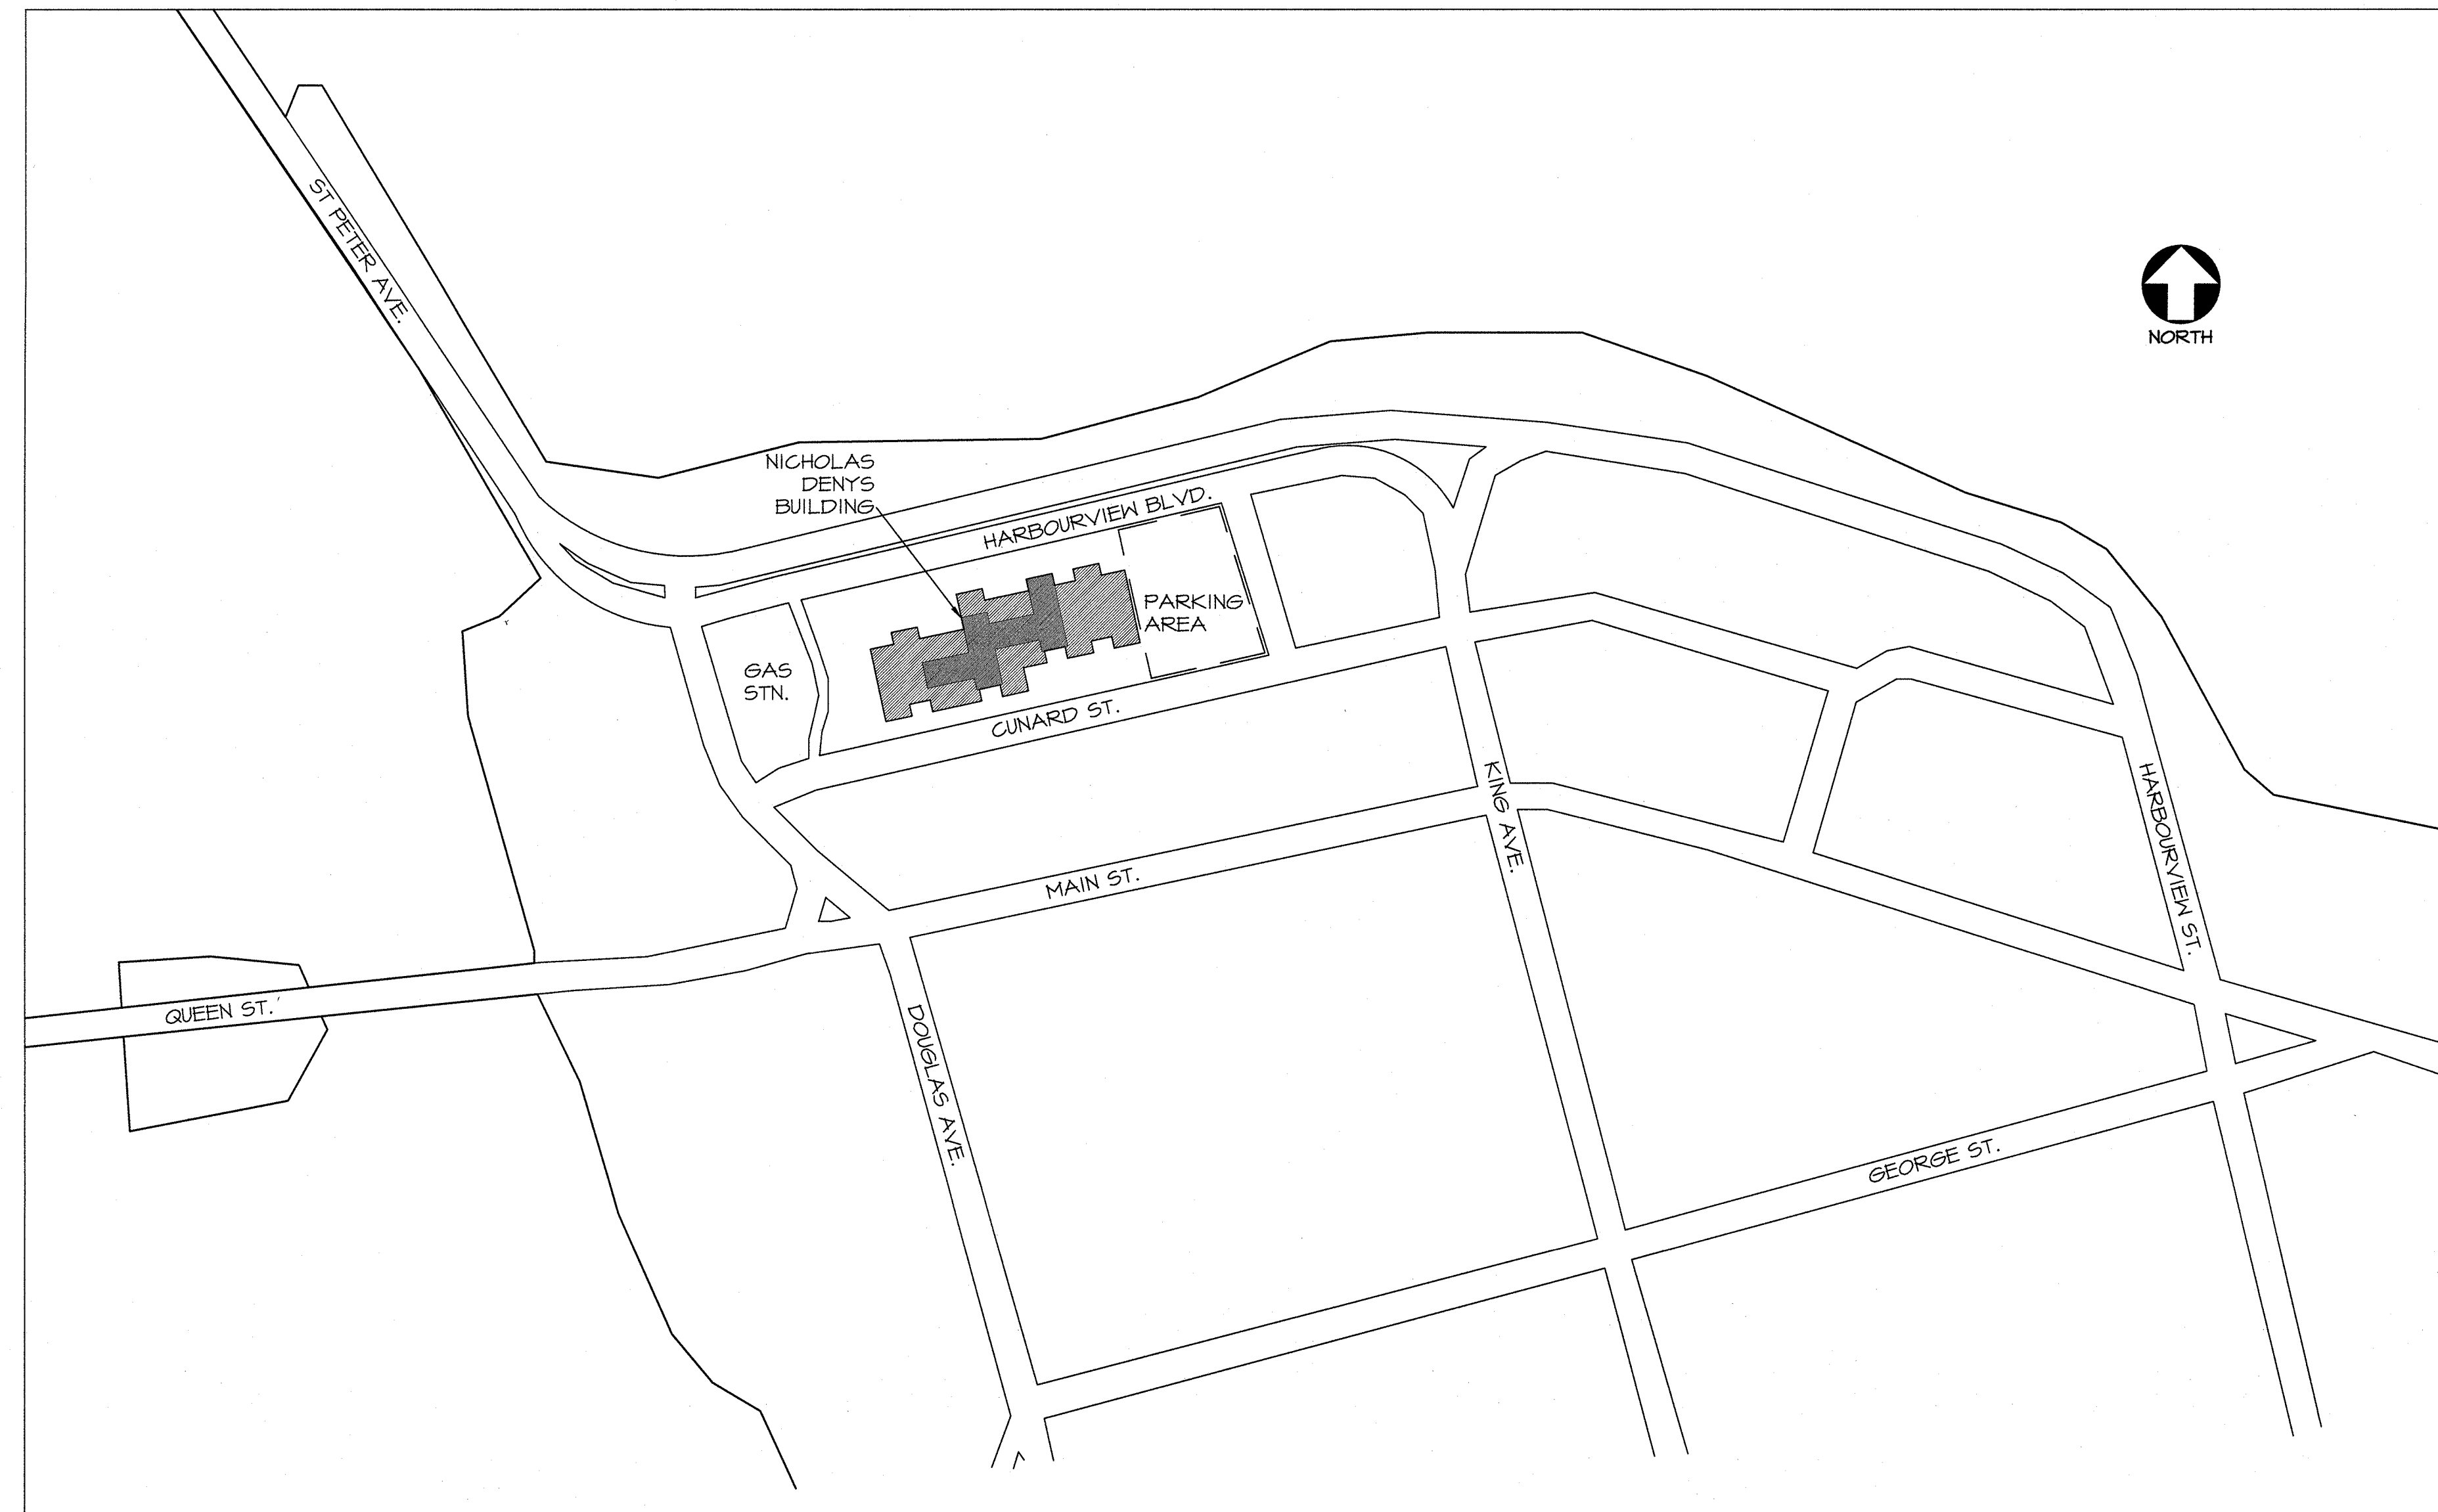 ST PETER AVE.
NORTH
NICHOLAS
DENYS
BUILDING
HARBOURVIEW BLVD.
PARKING
AREA
GAS
STN.
CUNARD ST.
KING AVE.
HARBOURVIEW ST.
MAIN ST.
QUEEN ST.
DOUGLAS AVE.
GEORGE ST.